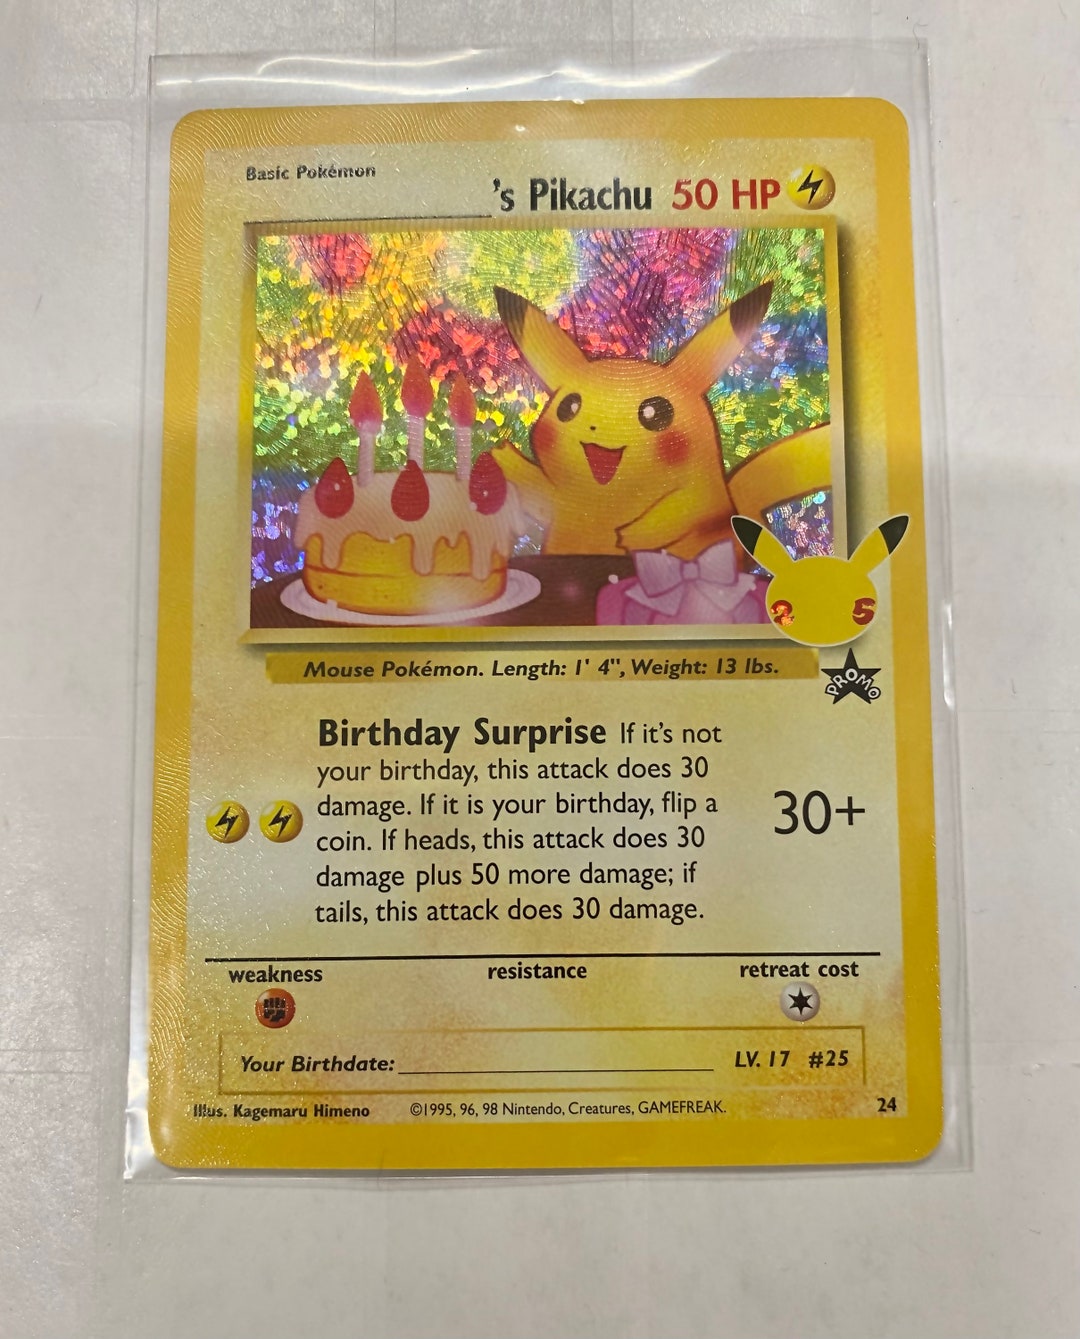 Basic Pokémon
's Pikachu 50 HP
2 5
Mouse Pokémon. Length: 1' 4", Weight: 13 lbs.
PROMO
Birthday Surprise If it's not
your birthday, this attack does 30
damage. If it is your birthday, flip a
coin. If heads, this attack does 30
damage plus 50 more damage; if
tails, this attack does 30 damage.
30+
weakness resistance retreat cost
Your Birthdate: LV. 17 #25
Illus. Kagemaru Himeno ©1995, 96, 98 Nintendo, Creatures, GAMEFREAK. 24